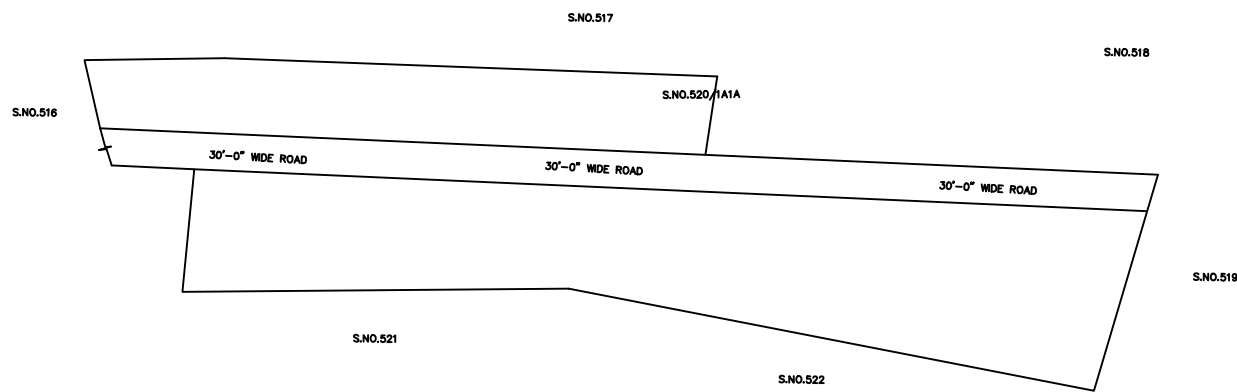 S.NO.517
S.NO.518
S.NO.520/1A1A
S.NO.516
30'-0" WIDE ROAD
30'-0" WIDE ROAD
30'-0" WIDE ROAD
S.NO.519
S.NO.521
S.NO.522